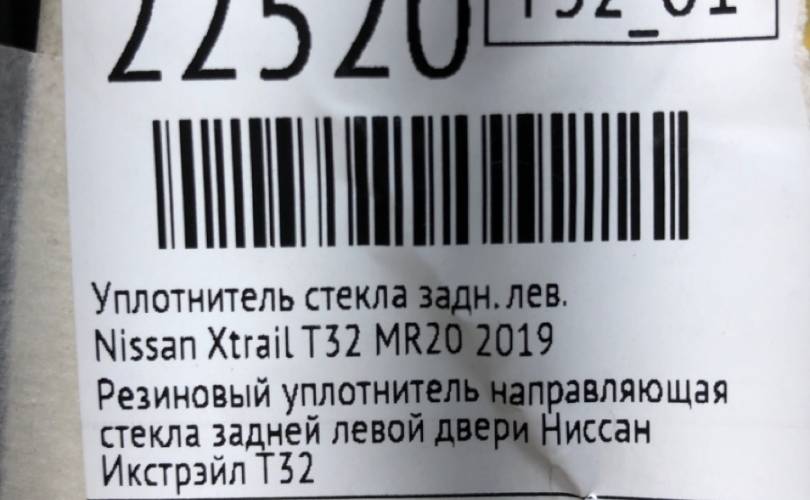 22520
T32_01
Уплотнитель стекла задн. лев.
Nissan Xtrail T32 MR20 2019
Резиновый уплотнитель направляющая
стекла задней левой двери Ниссан
Икстрэйл Т32